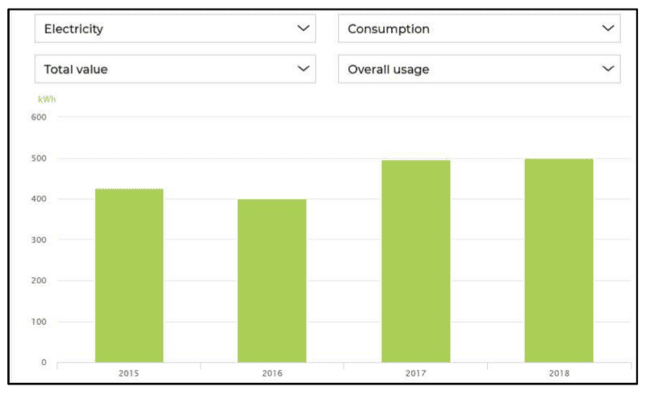 Electricity
Consumption
Total value
Overall usage
kWh
600
500
400
300
200
100
0
2015 2016 2017 2018